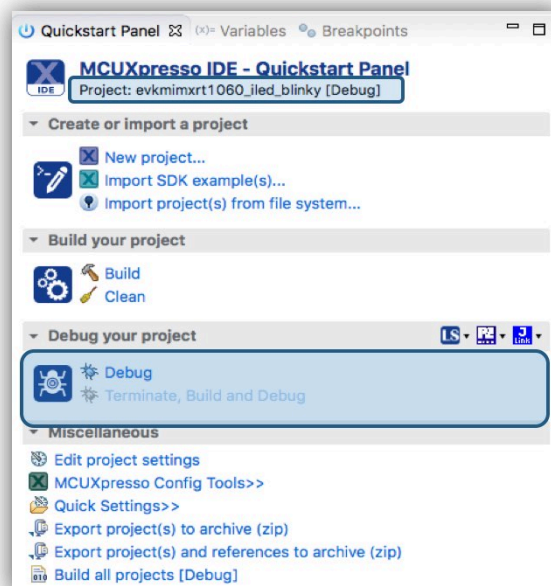 Quickstart Panel (x)= Variables Breakpoints
IDE
MCUXpresso IDE - Quickstart Panel
Project: evkmimxrt1060_iled_blinky [Debug]
Create or import a project
New project...
Import SDK example(s)...
Import project(s) from file system...
Build your project
Build
Clean
Debug your project LS Link
Debug
Terminate, Build and Debug
Miscellaneous
Edit project settings
MCUXpresso Config Tools>>
Quick Settings>>
Export project(s) to archive (zip)
Export project(s) and references to archive (zip)
010 Build all projects [Debug]